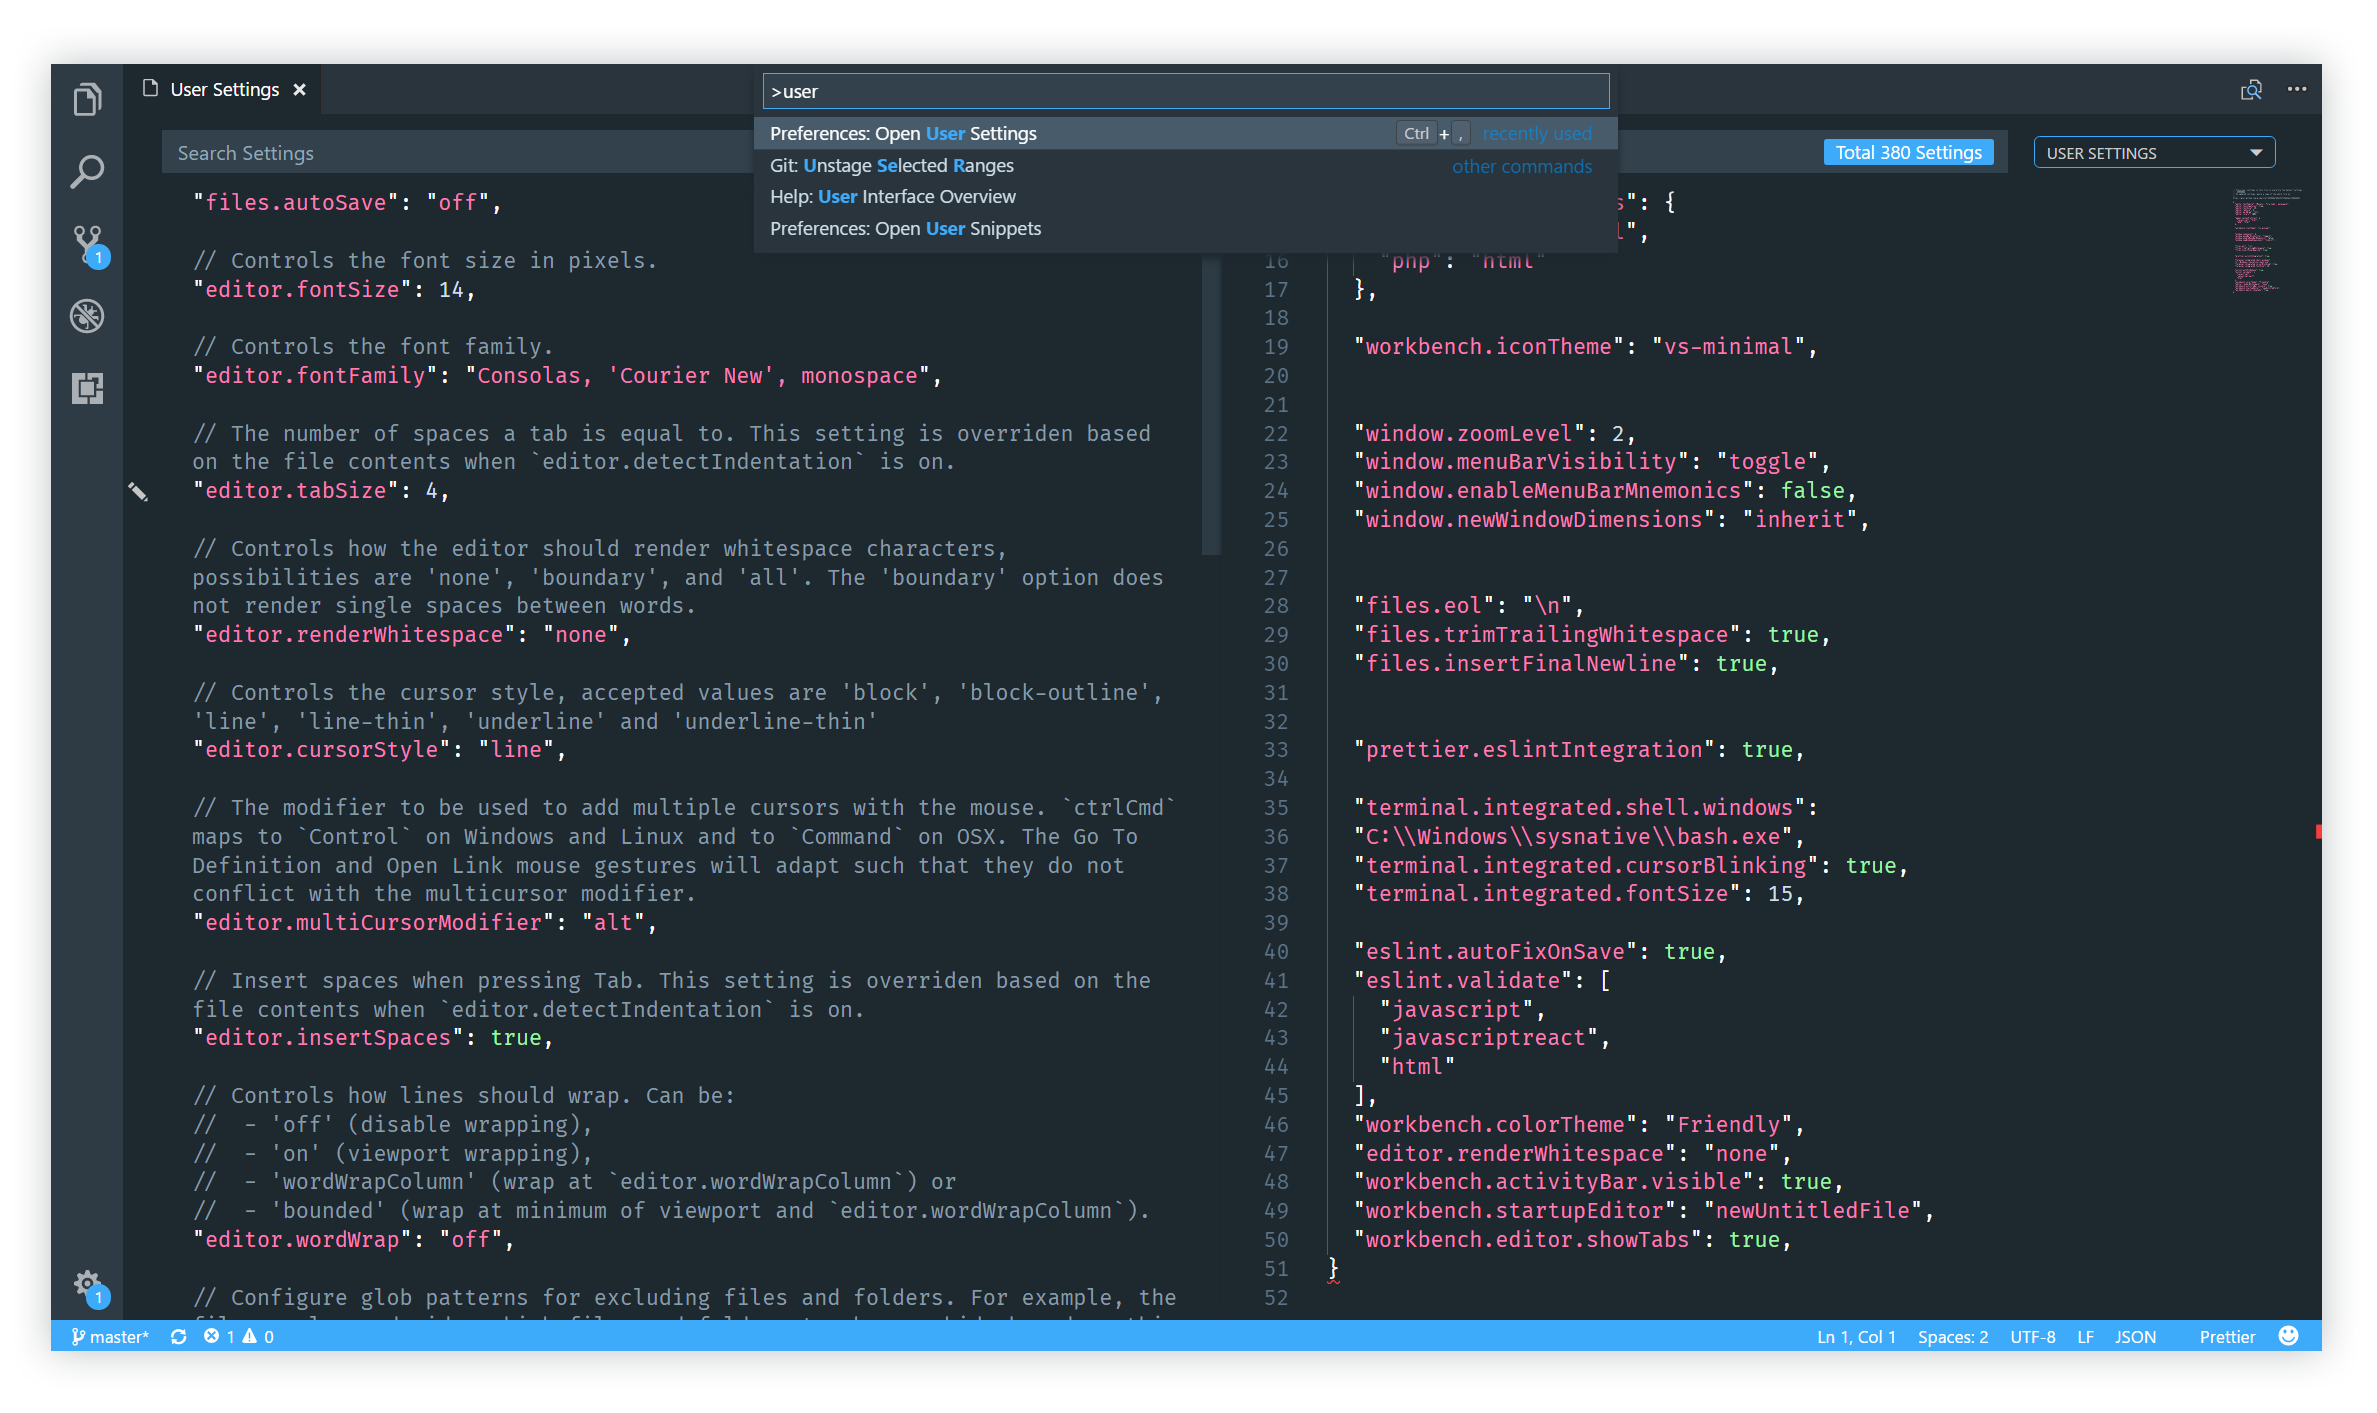 User Settings
>user
Preferences: Open User Settings Ctrl + , recently used
Git: Unstage Selected Ranges other commands
Help: User Interface Overview
Preferences: Open User Snippets
Search Settings
Total 380 Settings
USER SETTINGS
"files.autoSave": "off",
// Controls the font size in pixels.
"editor.fontSize": 14,
// Controls the font family.
"editor.fontFamily": "Consolas, 'Courier New', monospace",
// The number of spaces a tab is equal to. This setting is overriden based
on the file contents when `editor.detectIndentation` is on.
"editor.tabSize": 4,
// Controls how the editor should render whitespace characters,
possibilities are 'none', 'boundary', and 'all'. The 'boundary' option does
not render single spaces between words.
"editor.renderWhitespace": "none",
// Controls the cursor style, accepted values are 'block', 'block-outline',
'line', 'line-thin', 'underline' and 'underline-thin'
"editor.cursorStyle": "line",
// The modifier to be used to add multiple cursors with the mouse. `ctrlCmd`
maps to `Control` on Windows and Linux and to `Command` on OSX. The Go To
Definition and Open Link mouse gestures will adapt such that they do not
conflict with the multicursor modifier.
"editor.multiCursorModifier": "alt",
// Insert spaces when pressing Tab. This setting is overriden based on the
file contents when `editor.detectIndentation` is on.
"editor.insertSpaces": true,
// Controls how lines should wrap. Can be:
//  - 'off' (disable wrapping),
//  - 'on' (viewport wrapping),
//  - 'wordWrapColumn' (wrap at `editor.wordWrapColumn`) or
//  - 'bounded' (wrap at minimum of viewport and `editor.wordWrapColumn`).
"editor.wordWrap": "off",
// Configure glob patterns for excluding files and folders. For example, the
s": {
l",
16 "php": "html"
17 },
18
19 "workbench.iconTheme": "vs-minimal",
20
21
22 "window.zoomLevel": 2,
23 "window.menuBarVisibility": "toggle",
24 "window.enableMenuBarMnemonics": false,
25 "window.newWindowDimensions": "inherit",
26
27
28 "files.eol": "\n",
29 "files.trimTrailingWhitespace": true,
30 "files.insertFinalNewline": true,
31
32
33 "prettier.eslintIntegration": true,
34
35 "terminal.integrated.shell.windows":
36 "C:\\Windows\\sysnative\\bash.exe",
37 "terminal.integrated.cursorBlinking": true,
38 "terminal.integrated.fontSize": 15,
39
40 "eslint.autoFixOnSave": true,
41 "eslint.validate": [
42 "javascript",
43 "javascriptreact",
44 "html"
45 ],
46 "workbench.colorTheme": "Friendly",
47 "editor.renderWhitespace": "none",
48 "workbench.activityBar.visible": true,
49 "workbench.startupEditor": "newUntitledFile",
50 "workbench.editor.showTabs": true,
51 }
52
1
1
master* 1 0
Ln 1, Col 1 Spaces: 2 UTF-8 LF JSON Prettier